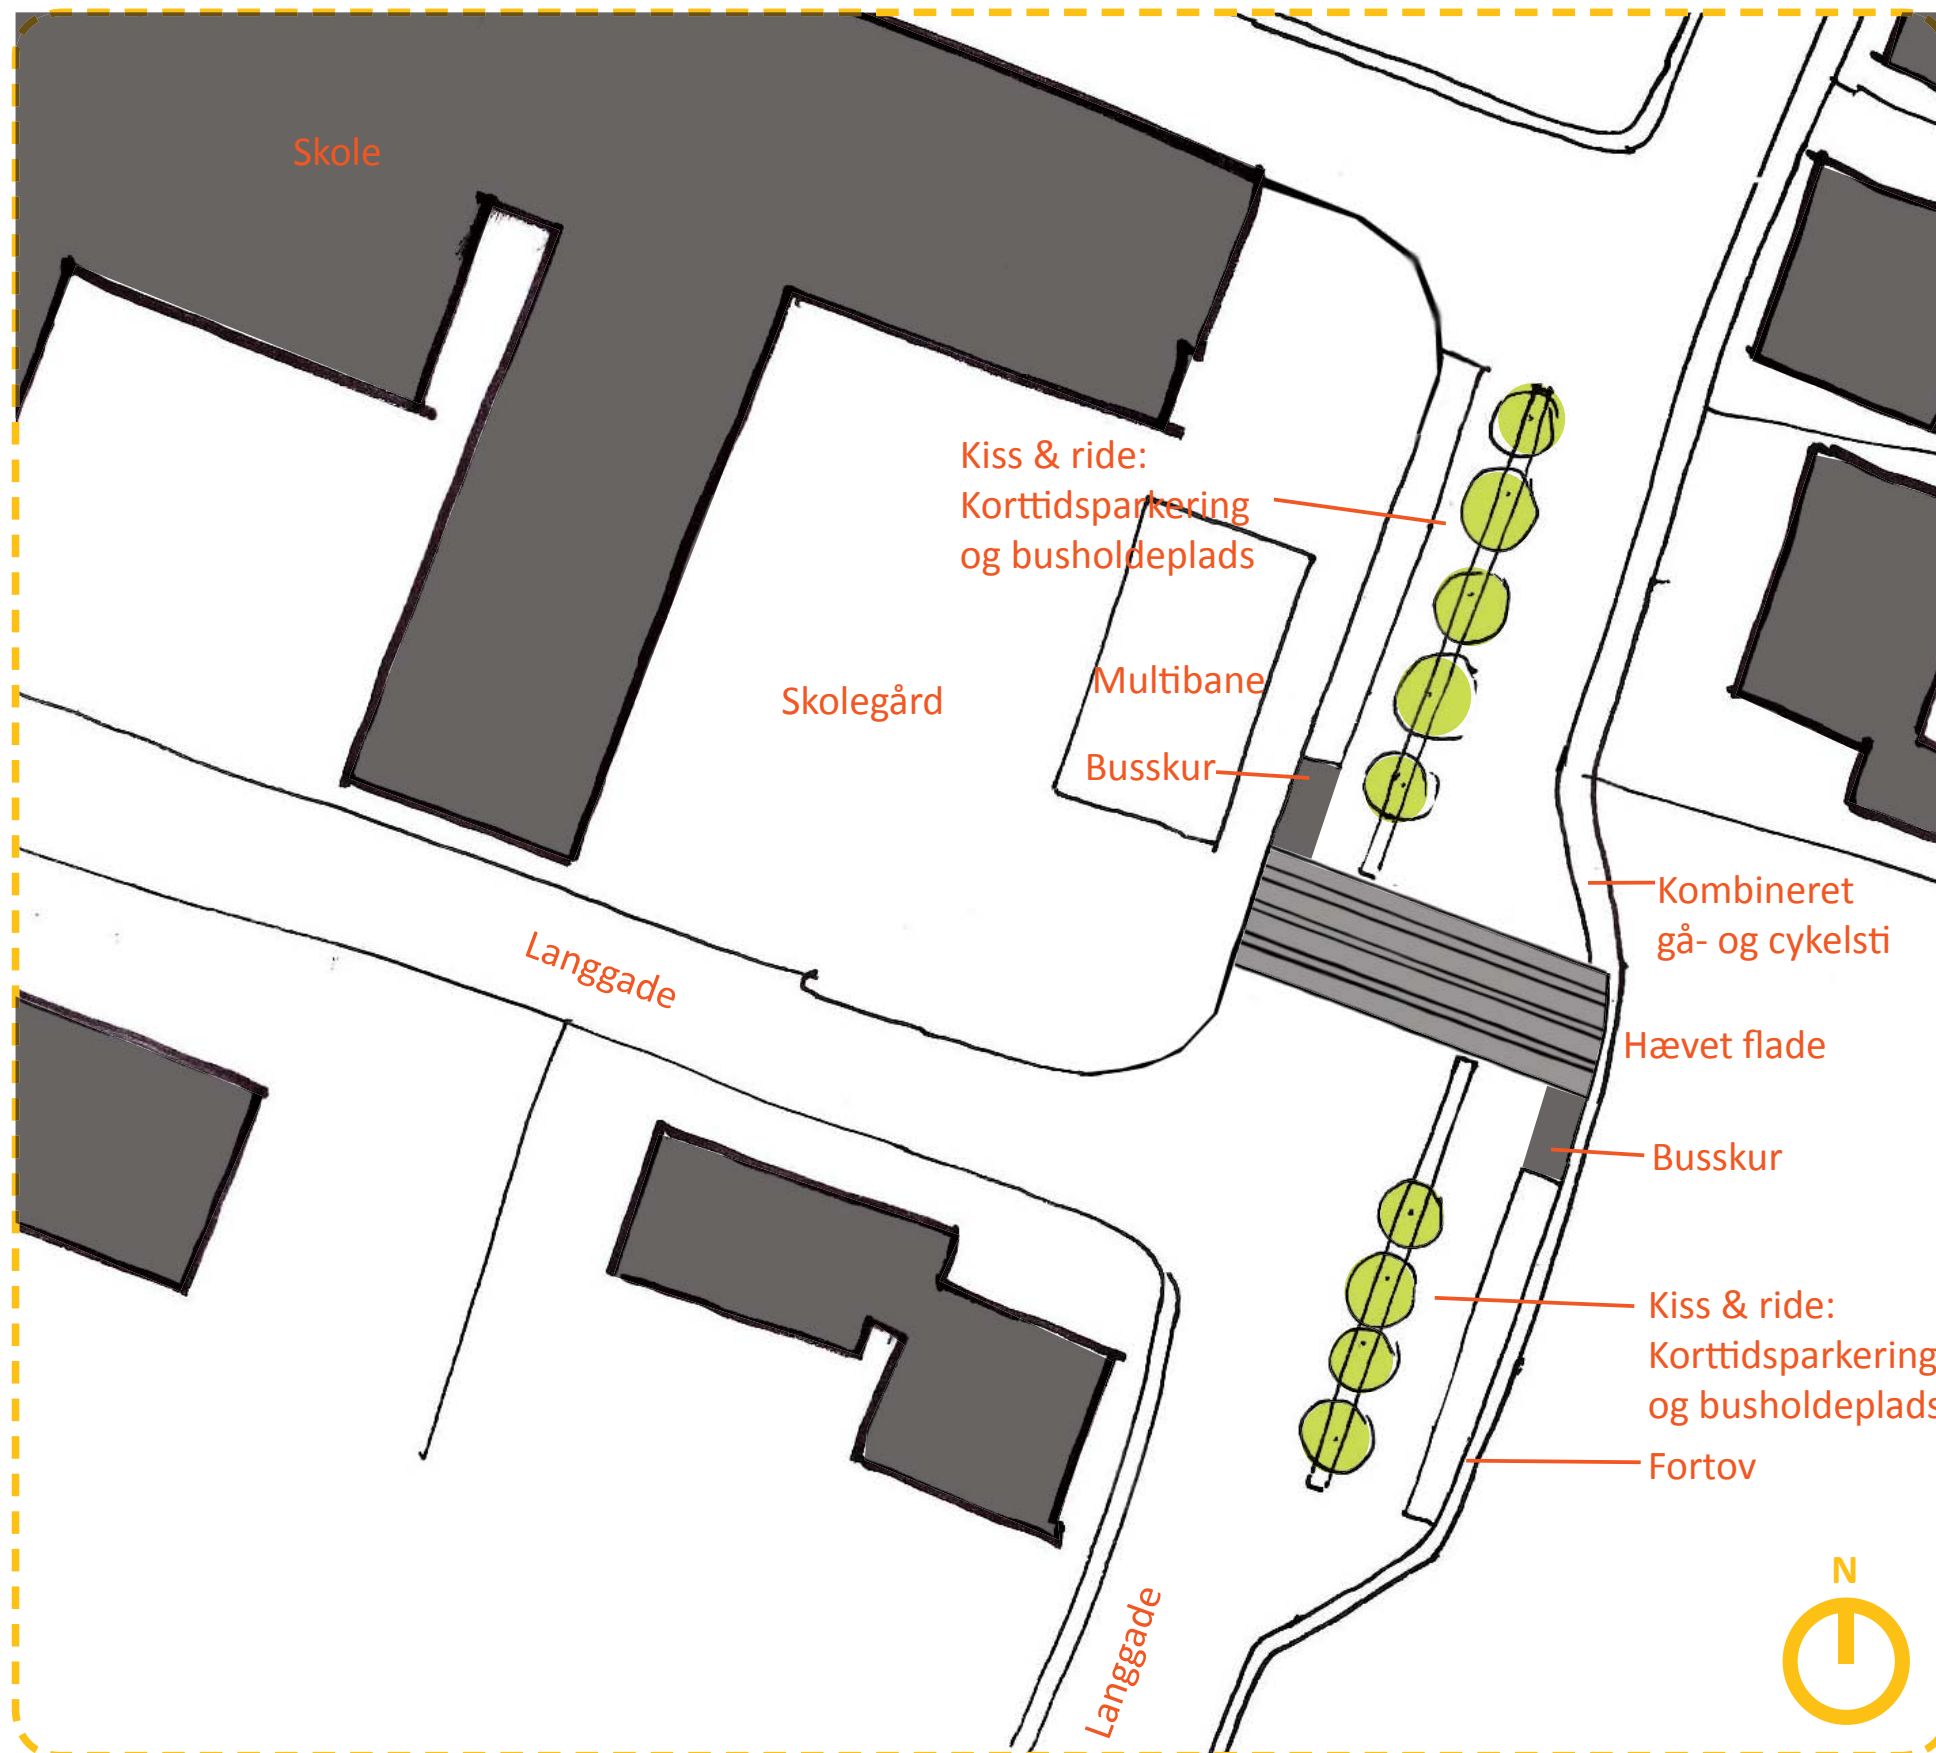 Skole
Kiss & ride:
Korttidsparkering
og busholdeplads
Multibane
Skolegård
Busskur
Kombineret
gå- og cykelsti
Langgade
Hævet flade
Busskur
Kiss & ride:
Korttidsparkering
og busholdeplads
Fortov
N
Langgade